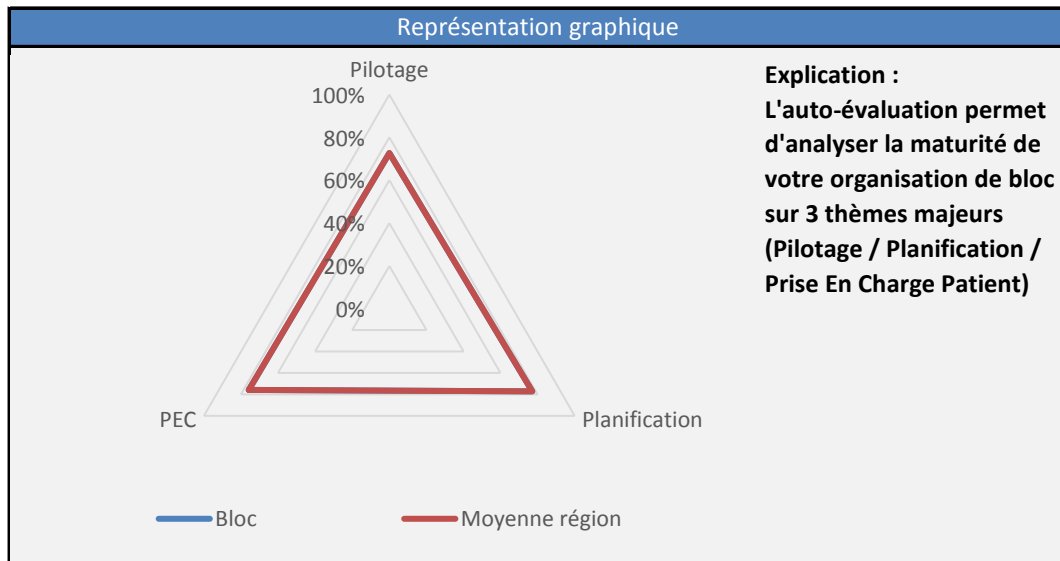 Représentation graphique
Pilotage
100%
80%
60%
40%
20%
0%
PEC
Planification
Bloc
Moyenne région
Explication :
L'auto-évaluation permet
d'analyser la maturité de
votre organisation de bloc
sur 3 thèmes majeurs
(Pilotage / Planification /
Prise En Charge Patient)